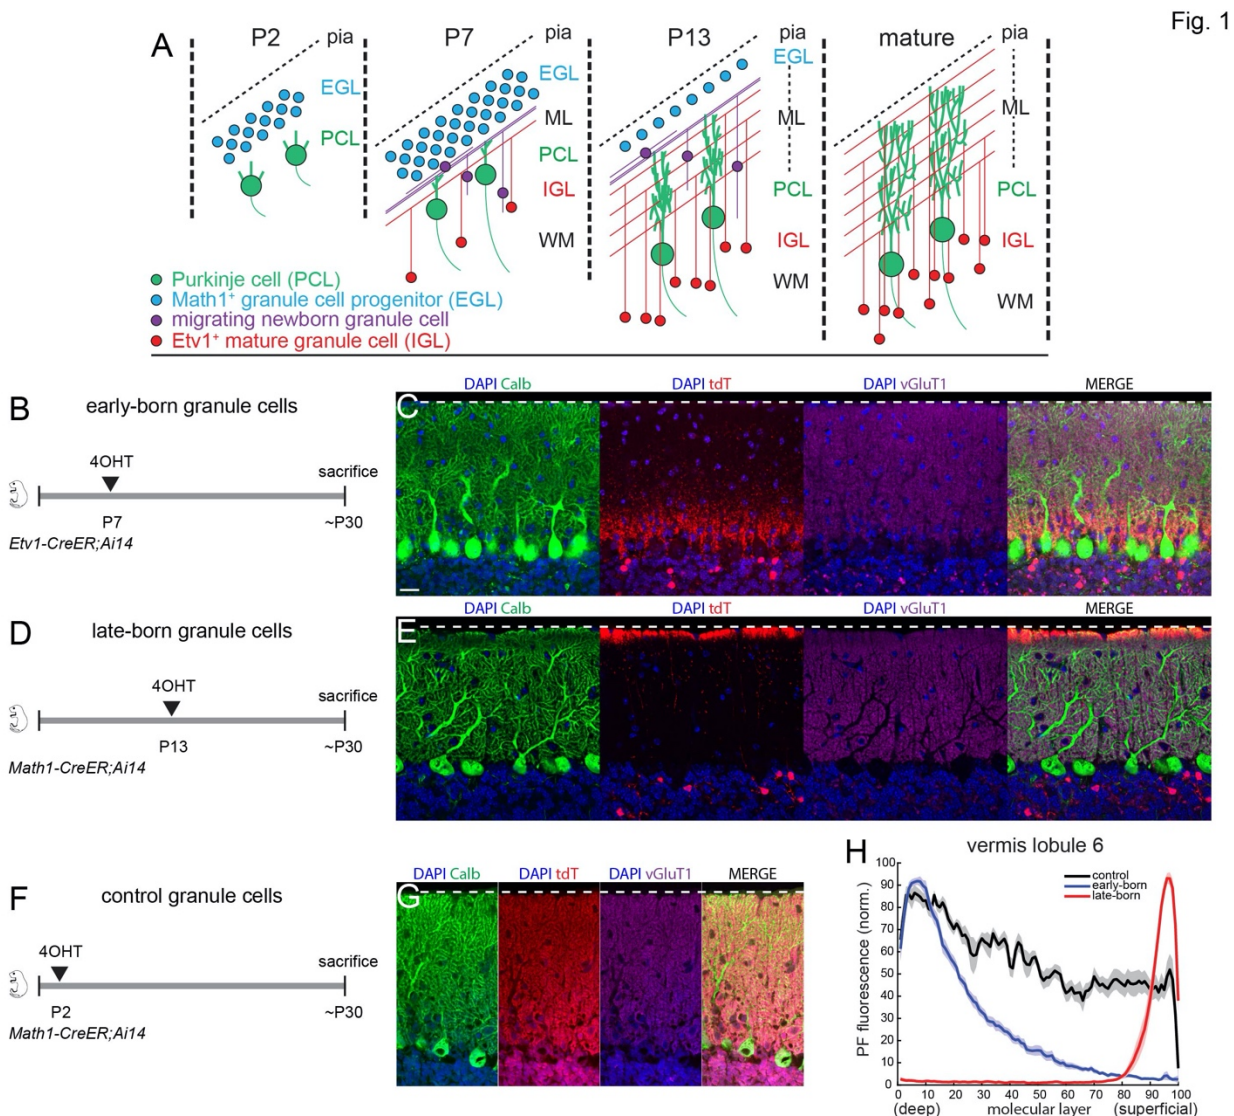 Fig. 1
A
P2
pia
EGL
PCL
P7
pia
EGL
ML
PCL
IGL
WM
P13
pia
EGL
ML
PCL
IGL
WM
mature
pia
ML
PCL
IGL
WM
Purkinje cell (PCL)
Math1+ granule cell progenitor (EGL)
migrating newborn granule cell
Etv1+ mature granule cell (IGL)
B
early-born granule cells
4OHT
sacrifice
P7
~P30
Etv1-CreER;Ai14
C
DAPI Calb
DAPI tdT
DAPI vGluT1
MERGE
D
late-born granule cells
4OHT
sacrifice
P13
~P30
Math1-CreER;Ai14
E
DAPI Calb
DAPI tdT
DAPI vGluT1
MERGE
F
control granule cells
4OHT
sacrifice
P2
~P30
Math1-CreER;Ai14
G
DAPI Calb
DAPI tdT
DAPI vGluT1
MERGE
H
vermis lobule 6
control
early-born
late-born
PF fluorescence (norm.)
100
90
80
70
60
50
40
30
20
10
0
0 10 20 30 40 50 60 70 80 90 100
(deep) molecular layer (superficial)